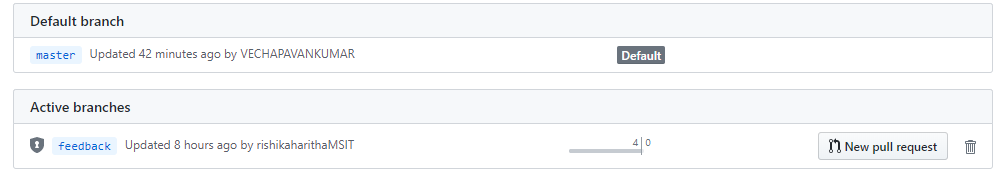 Default branch
master Updated 42 minutes ago by VECHAPAVANKUMAR Default
Active branches
feedback Updated 8 hours ago by rishikaharithaMSIT 4 0 New pull request